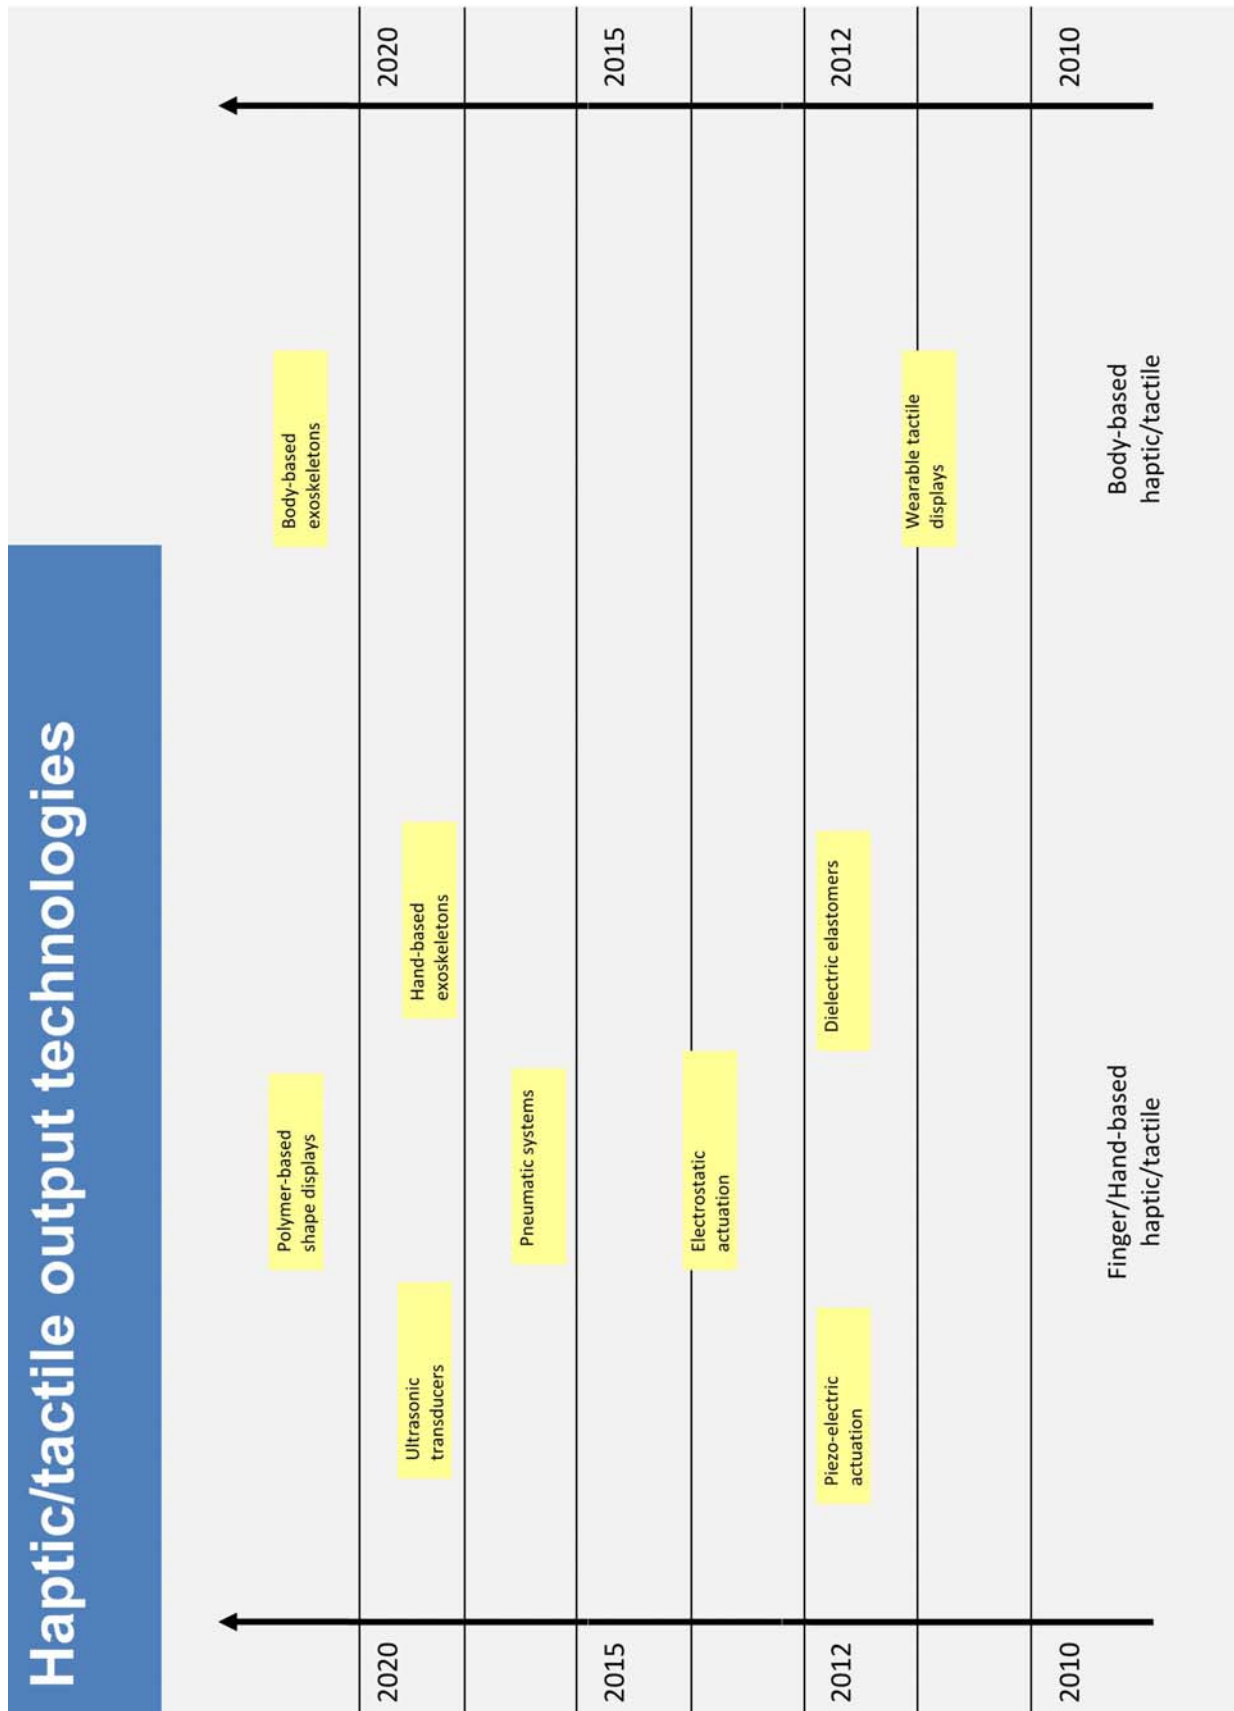 Haptic/tactile output technologies
Polymer-based
shape displays
Body-based
exoskeletons
2020
2020
Ultrasonic
transducers
Hand-based
exoskeletons
Pneumatic systems
2015
2015
Electrostatic
actuation
Piezo-electric
actuation
Dielectric elastomers
2012
2012
Wearable tactile
displays
2010
2010
Finger/Hand-based
haptic/tactile
Body-based
haptic/tactile